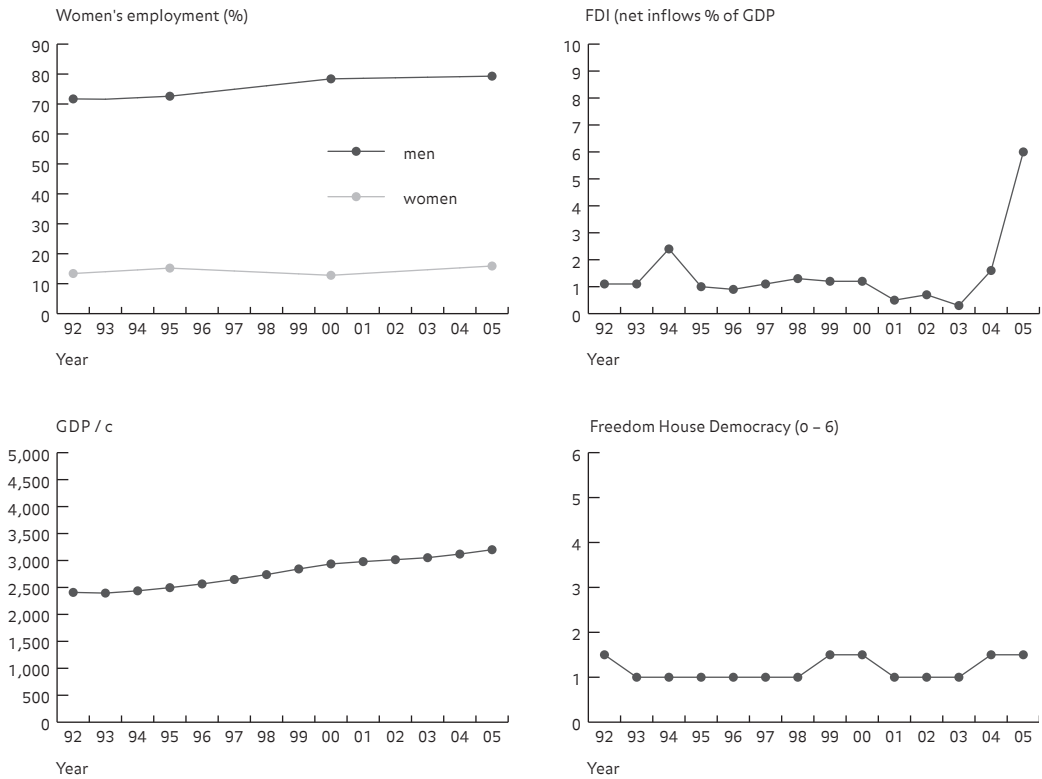 Women's employment (%)
90
80
70
60
50
40
30
20
10
0
men
women
92 93 94 95 96 97 98 99 00 01 02 03 04 05
Year
FDI (net inflows % of GDP
10
9
8
7
6
5
4
3
2
1
0
92 93 94 95 96 97 98 99 00 01 02 03 04 05
Year
GDP / c
5,000
4,500
4,000
3,500
3,000
2,500
2,000
1,500
1,000
500
0
92 93 94 95 96 97 98 99 00 01 02 03 04 05
Year
Freedom House Democracy (0 – 6)
6
5
4
3
2
1
0
92 93 94 95 96 97 98 99 00 01 02 03 04 05
Year